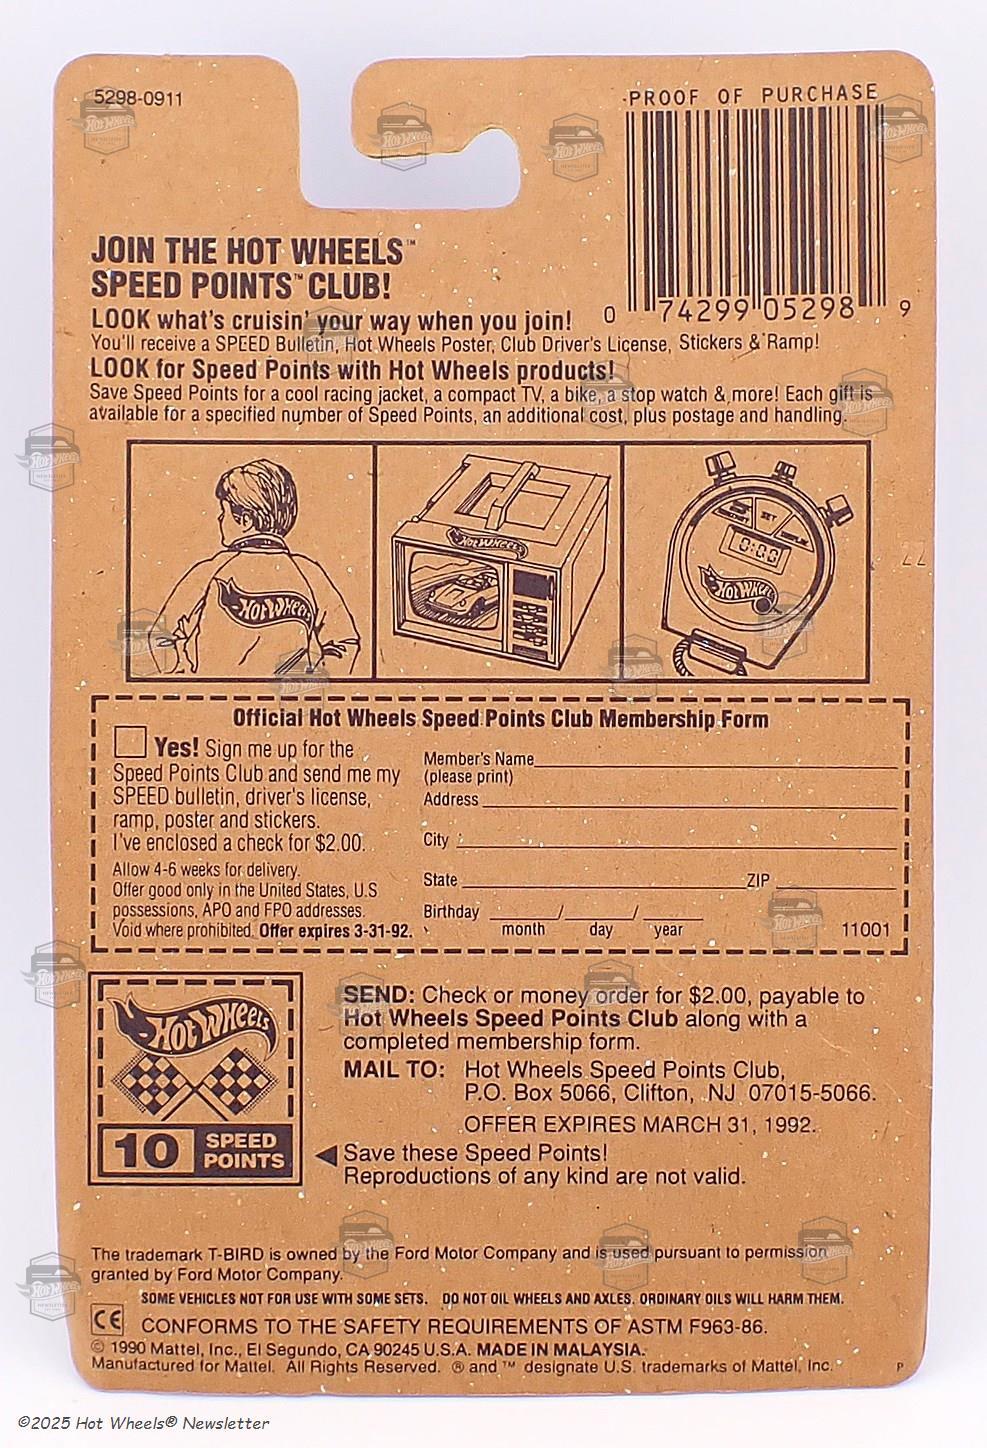 5298-0911
PROOF OF PURCHASE
0 74299 05298 9
JOIN THE HOT WHEELS™
SPEED POINTS™ CLUB!
LOOK what's cruisin' your way when you join!
You'll receive a SPEED Bulletin, Hot Wheels Poster, Club Driver's License, Stickers & Ramp!
LOOK for Speed Points with Hot Wheels products!
Save Speed Points for a cool racing jacket, a compact TV, a bike, a stop watch & more! Each gift is
available for a specified number of Speed Points, an additional cost, plus postage and handling.
Hot Wheels
Hot Wheels
SET
0:00
Hot Wheels
Official Hot Wheels Speed Points Club Membership Form
Yes! Sign me up for the
Speed Points Club and send me my
SPEED bulletin, driver's license,
ramp, poster and stickers.
I've enclosed a check for $2.00.
Allow 4-6 weeks for delivery.
Offer good only in the United States, U.S
possessions, APO and FPO addresses.
Void where prohibited. Offer expires 3-31-92.
Member's Name
(please print)
Address
City
State ZIP
Birthday / /
month day year
11001
Hot Wheels
10 SPEED
POINTS
SEND: Check or money order for $2.00, payable to
Hot Wheels Speed Points Club along with a
completed membership form.
MAIL TO: Hot Wheels Speed Points Club,
P.O. Box 5066, Clifton, NJ 07015-5066.
OFFER EXPIRES MARCH 31, 1992.
Save these Speed Points!
Reproductions of any kind are not valid.
The trademark T-BIRD is owned by the Ford Motor Company and is used pursuant to permission
granted by Ford Motor Company.
SOME VEHICLES NOT FOR USE WITH SOME SETS. DO NOT OIL WHEELS AND AXLES. ORDINARY OILS WILL HARM THEM.
CE CONFORMS TO THE SAFETY REQUIREMENTS OF ASTM F963-86.
© 1990 Mattel, Inc., El Segundo, CA 90245 U.S.A. MADE IN MALAYSIA.
Manufactured for Mattel. All Rights Reserved. ® and ™ designate U.S. trademarks of Mattel, Inc.
P
©2025 Hot Wheels® Newsletter